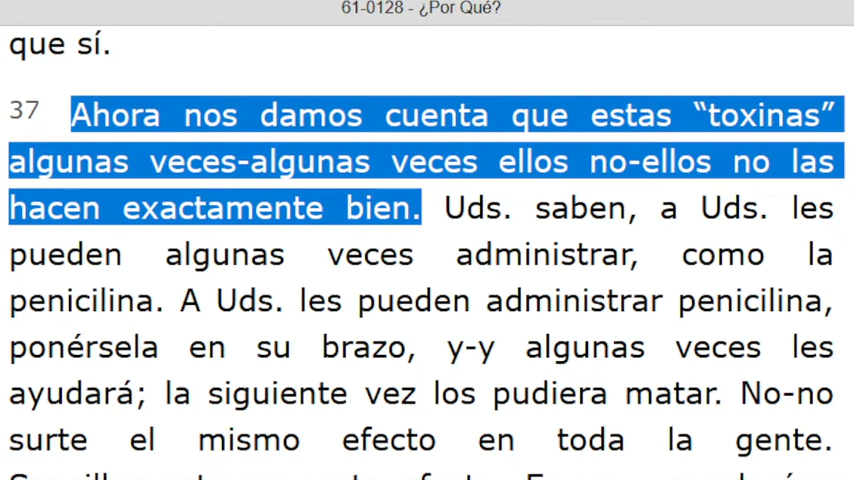 61-0128 - ¿Por Qué?
que sí.
37 Ahora nos damos cuenta que estas “toxinas”
algunas veces-algunas veces ellos no-ellos no las
hacen exactamente bien. Uds. saben, a Uds. les
pueden algunas veces administrar, como la
penicilina. A Uds. les pueden administrar penicilina,
ponérsela en su brazo, y-y algunas veces les
ayudará; la siguiente vez los pudiera matar. No-no
surte el mismo efecto en toda la gente.